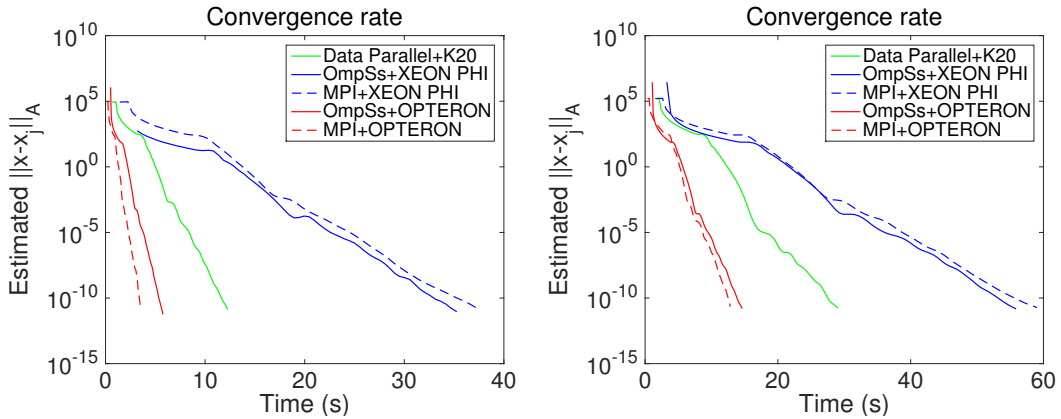 Convergence rate
10^10
10^5
10^0
10^-5
10^-10
10^-15
Estimated ||x-x_j||_A
Data Parallel+K20
OmpSs+XEON PHI
MPI+XEON PHI
OmpSs+OPTERON
MPI+OPTERON
0 10 20 30 40
Time (s)
Convergence rate
10^10
10^5
10^0
10^-5
10^-10
10^-15
Estimated ||x-x_j||_A
Data Parallel+K20
OmpSs+XEON PHI
MPI+XEON PHI
OmpSs+OPTERON
MPI+OPTERON
0 20 40 60
Time (s)